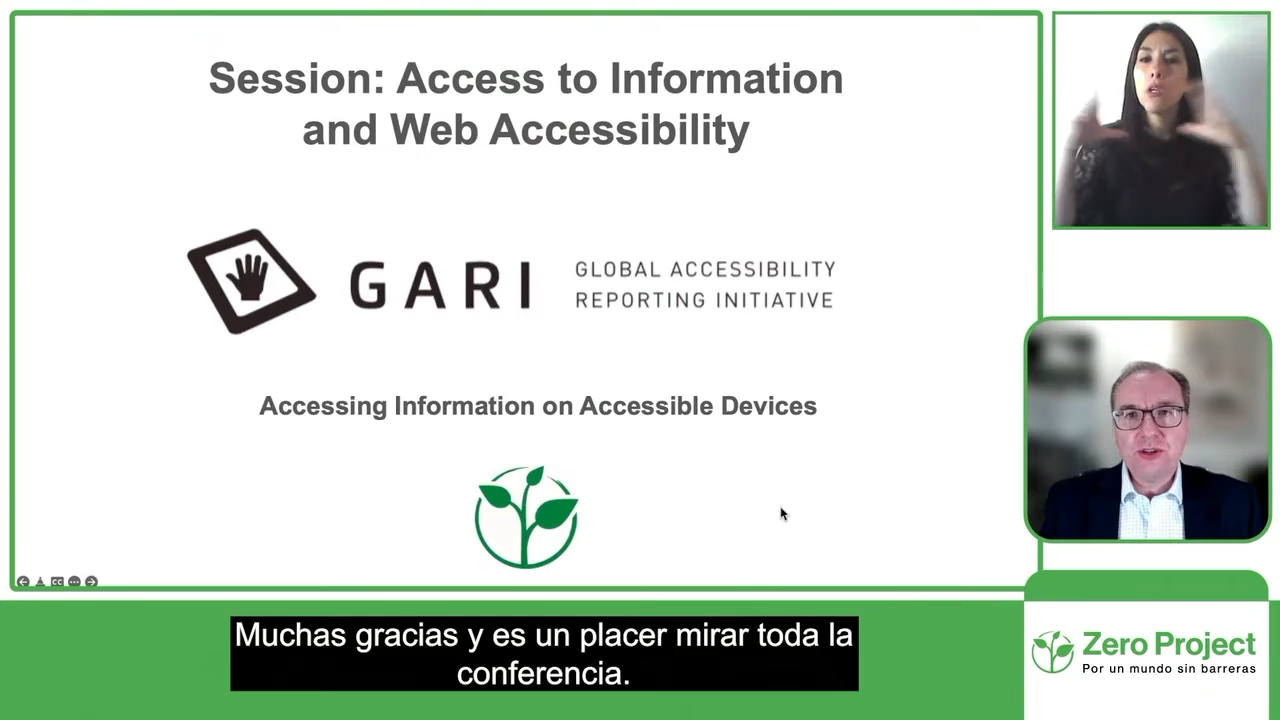 Session: Access to Information
and Web Accessibility
GARI
GLOBAL ACCESSIBILITY
REPORTING INITIATIVE
Accessing Information on Accessible Devices
CC
Muchas gracias y es un placer mirar toda la
conferencia.
Zero Project
Por un mundo sin barreras